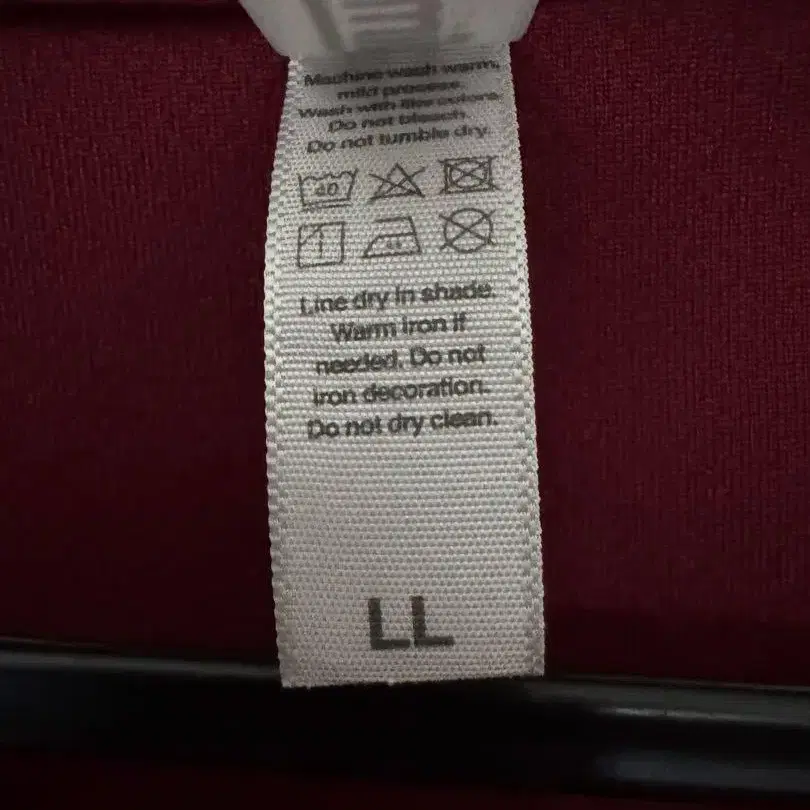 Machine wash warm,
mild process.
Wash with like colors.
Do not bleach.
Do not tumble dry.
40
Line dry in shade.
Warm iron if
needed. Do not
iron decoration.
Do not dry clean.
LL